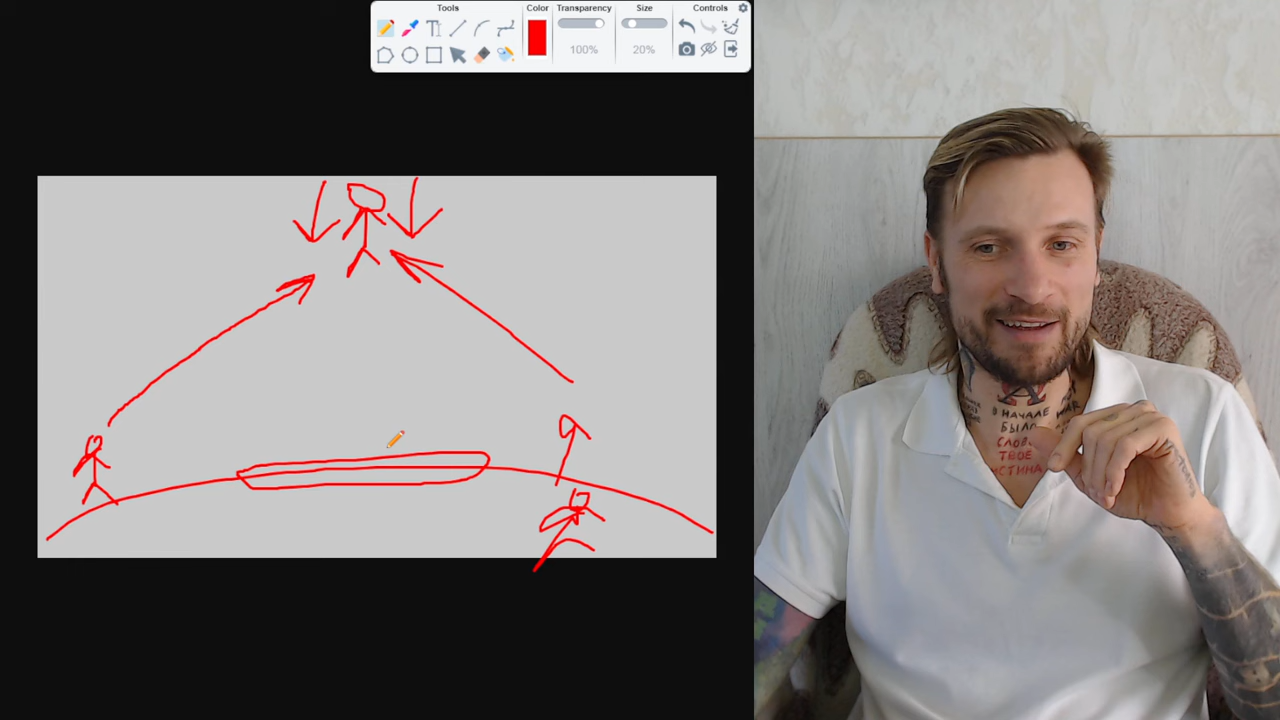 Tools
Color
Transparency
Size
Controls
100%
20%
В НАЧАЛЕ
БЫЛО
СЛОВО
ТВОЕ
ИСТИНА